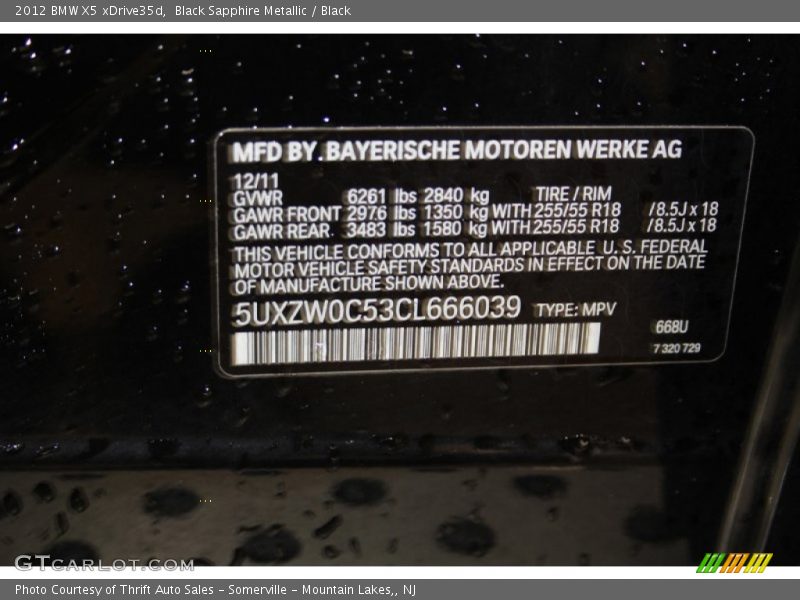 2012 BMW X5 xDrive35d, Black Sapphire Metallic / Black
MFD BY BAYERISCHE MOTOREN WERKE AG
12/11
GVWR 6261 lbs 2840 kg TIRE / RIM
GAWR FRONT 2976 lbs 1350 kg WITH 255/55 R18 /8.5J x 18
GAWR REAR 3483 lbs 1580 kg WITH 255/55 R18 /8.5J x 18
THIS VEHICLE CONFORMS TO ALL APPLICABLE U. S. FEDERAL
MOTOR VEHICLE SAFETY STANDARDS IN EFFECT ON THE DATE
OF MANUFACTURE SHOWN ABOVE.
5UXZW0C53CL666039 TYPE: MPV
668U
7 320 729
GTCARLOT.COM
Photo Courtesy of Thrift Auto Sales - Somerville - Mountain Lakes,, NJ